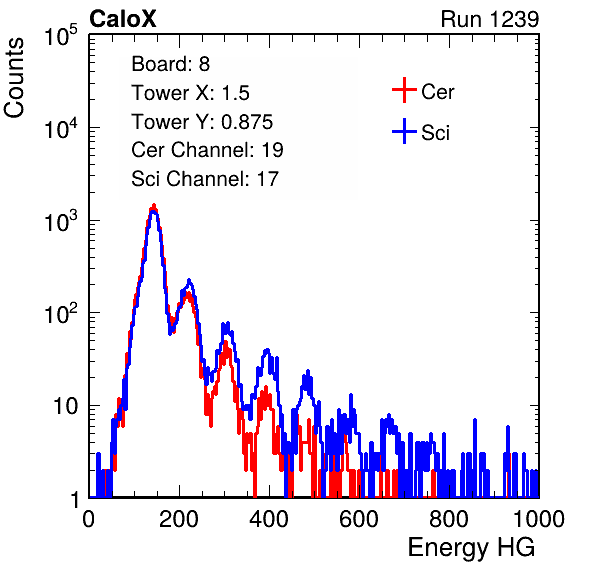 CaloX Run 1239
Counts
Board: 8
Tower X: 1.5
Tower Y: 0.875
Cer Channel: 19
Sci Channel: 17
Cer
Sci
10^5
10^4
10^3
10^2
10
1
0 200 400 600 800 1000
Energy HG